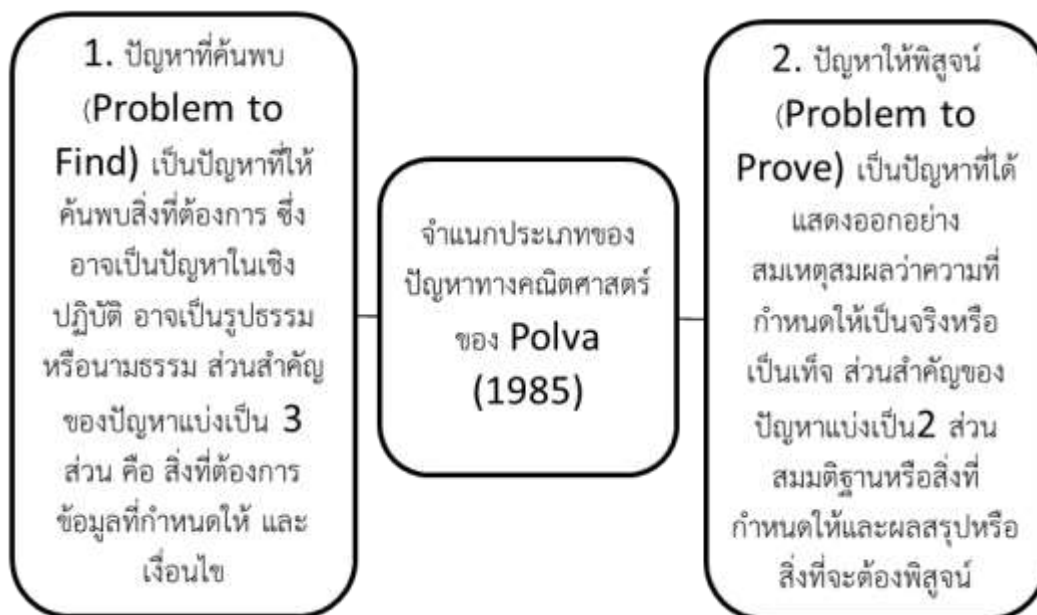 1. ปัญหาที่ค้นพบ
(Problem to
Find) เป็นปัญหาที่ให้
ค้นพบสิ่งที่ต้องการ ซึ่ง
อาจเป็นปัญหาในเชิง
ปฏิบัติ อาจเป็นรูปธรรม
หรือนามธรรม ส่วนสำคัญ
ของปัญหาแบ่งเป็น 3
ส่วน คือ สิ่งที่ต้องการ
ข้อมูลที่กำหนดให้ และ
เงื่อนไข
จำแนกประเภทของ
ปัญหาทางคณิตศาสตร์
ของ Polva
(1985)
2. ปัญหาให้พิสูจน์
(Problem to
Prove) เป็นปัญหาที่ได้
แสดงออกอย่าง
สมเหตุสมผลว่าความที่
กำหนดให้เป็นจริงหรือ
เป็นเท็จ ส่วนสำคัญของ
ปัญหาแบ่งเป็น2 ส่วน
สมมติฐานหรือสิ่งที่
กำหนดให้และผลสรุปหรือ
สิ่งที่จะต้องพิสูจน์